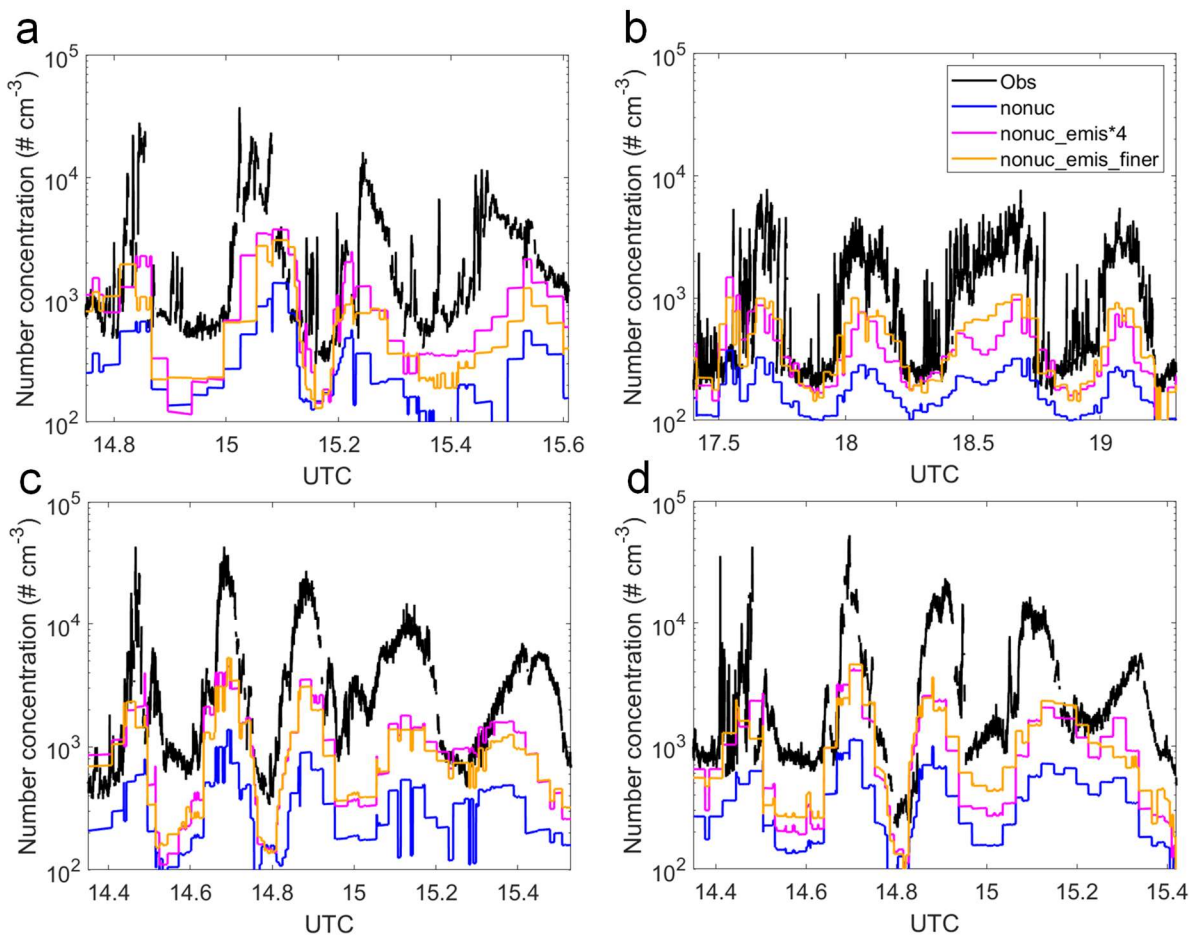 a
10^5
10^4
10^3
10^2
Number concentration (# cm^-3)
14.8 15 15.2 15.4 15.6
UTC
b
10^5
10^4
10^3
10^2
Number concentration (# cm^-3)
Obs
nonuc
nonuc_emis*4
nonuc_emis_finer
17.5 18 18.5 19
UTC
c
10^5
10^4
10^3
10^2
Number concentration (# cm^-3)
14.4 14.6 14.8 15 15.2 15.4
UTC
d
10^5
10^4
10^3
10^2
Number concentration (# cm^-3)
14.4 14.6 14.8 15 15.2 15.4
UTC